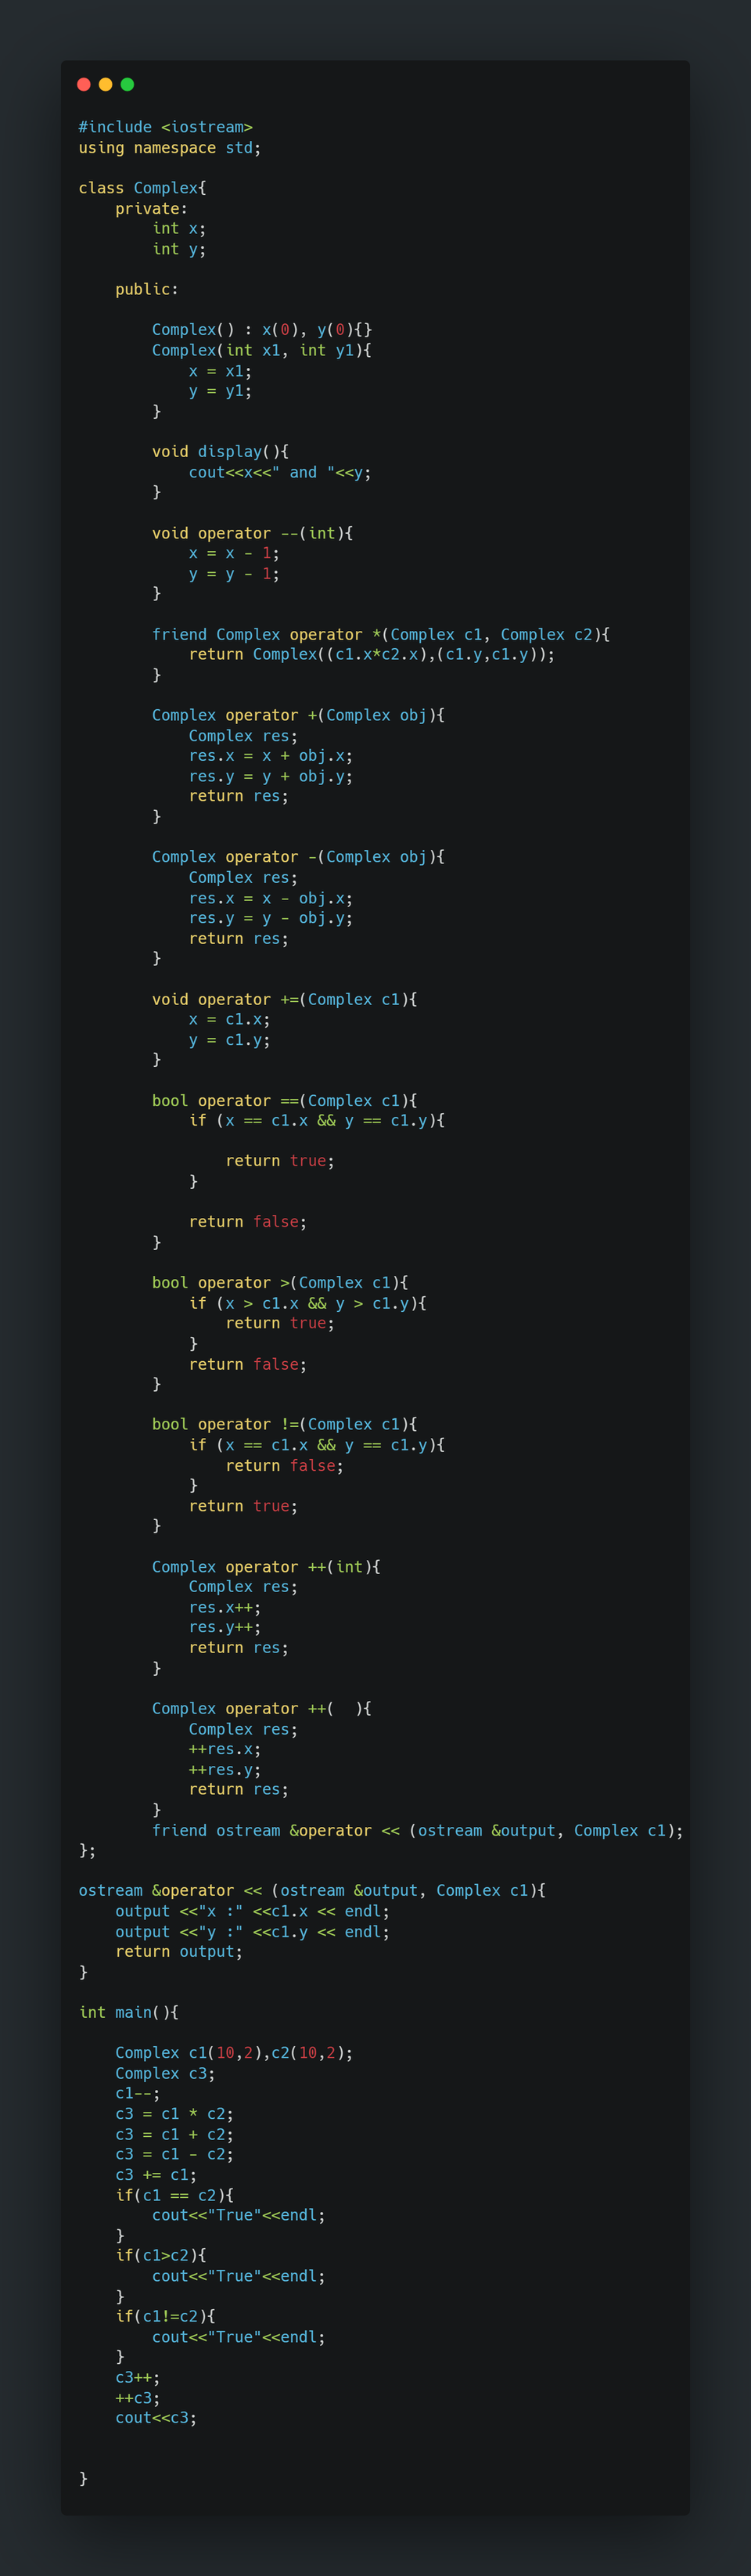 #include <iostream>
using namespace std;

class Complex{
    private:
        int x;
        int y;

    public:

        Complex() : x(0), y(0){}
        Complex(int x1, int y1){
            x = x1;
            y = y1;
        }

        void display(){
            cout<<x<<" and "<<y;
        }

        void operator --(int){
            x = x - 1;
            y = y - 1;
        }

        friend Complex operator *(Complex c1, Complex c2){
            return Complex((c1.x*c2.x),(c1.y,c1.y));
        }

        Complex operator +(Complex obj){
            Complex res;
            res.x = x + obj.x;
            res.y = y + obj.y;
            return res;
        }

        Complex operator -(Complex obj){
            Complex res;
            res.x = x - obj.x;
            res.y = y - obj.y;
            return res;
        }

        void operator +=(Complex c1){
            x = c1.x;
            y = c1.y;
        }

        bool operator ==(Complex c1){
            if (x == c1.x && y == c1.y){

                return true;
            }

            return false;
        }

        bool operator >(Complex c1){
            if (x > c1.x && y > c1.y){
                return true;
            }
            return false;
        }

        bool operator !=(Complex c1){
            if (x == c1.x && y == c1.y){
                return false;
            }
            return true;
        }

        Complex operator ++(int){
            Complex res;
            res.x++;
            res.y++;
            return res;
        }

        Complex operator ++(  ){
            Complex res;
            ++res.x;
            ++res.y;
            return res;
        }
        friend ostream &operator << (ostream &output, Complex c1);
};

ostream &operator << (ostream &output, Complex c1){
    output <<"x :" <<c1.x << endl;
    output <<"y :" <<c1.y << endl;
    return output;
}

int main(){

    Complex c1(10,2),c2(10,2);
    Complex c3;
    c1--;
    c3 = c1 * c2;
    c3 = c1 + c2;
    c3 = c1 - c2;
    c3 += c1;
    if(c1 == c2){
        cout<<"True"<<endl;
    }
    if(c1>c2){
        cout<<"True"<<endl;
    }
    if(c1!=c2){
        cout<<"True"<<endl;
    }
    c3++;
    ++c3;
    cout<<c3;


}